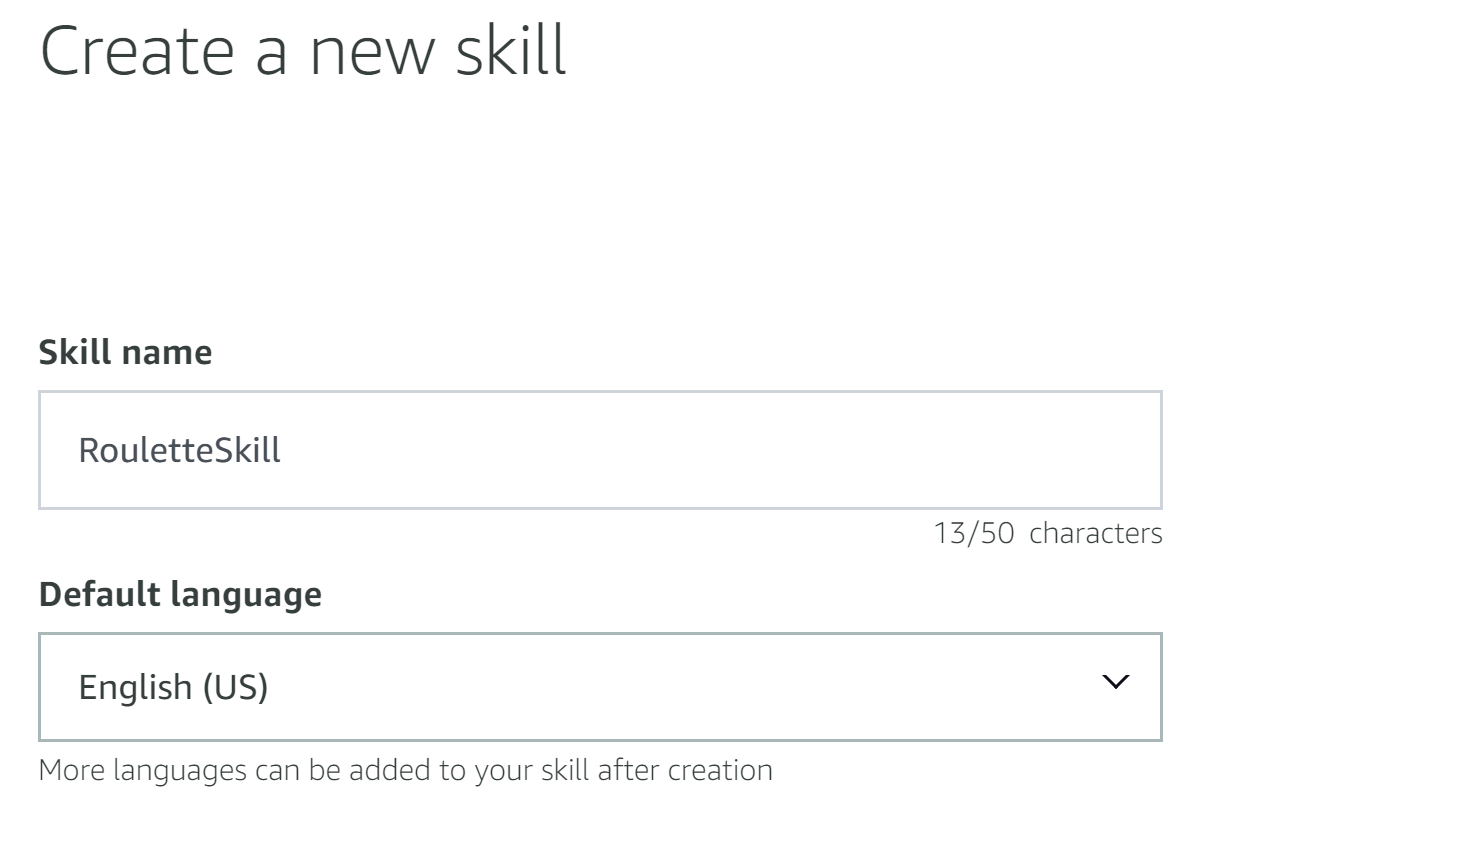 Create a new skill
Skill name
RouletteSkill
13/50 characters
Default language
English (US)
More languages can be added to your skill after creation